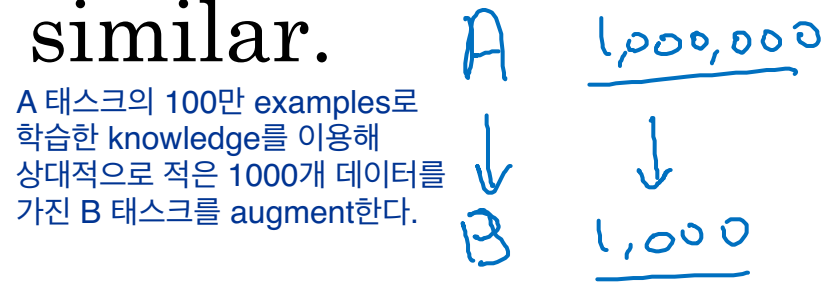 similar.
A 태스크의 100만 examples로
학습한 knowledge를 이용해
상대적으로 적은 1000개 데이터를
가진 B 태스크를 augment한다.
A 1,000,000
B 1,000